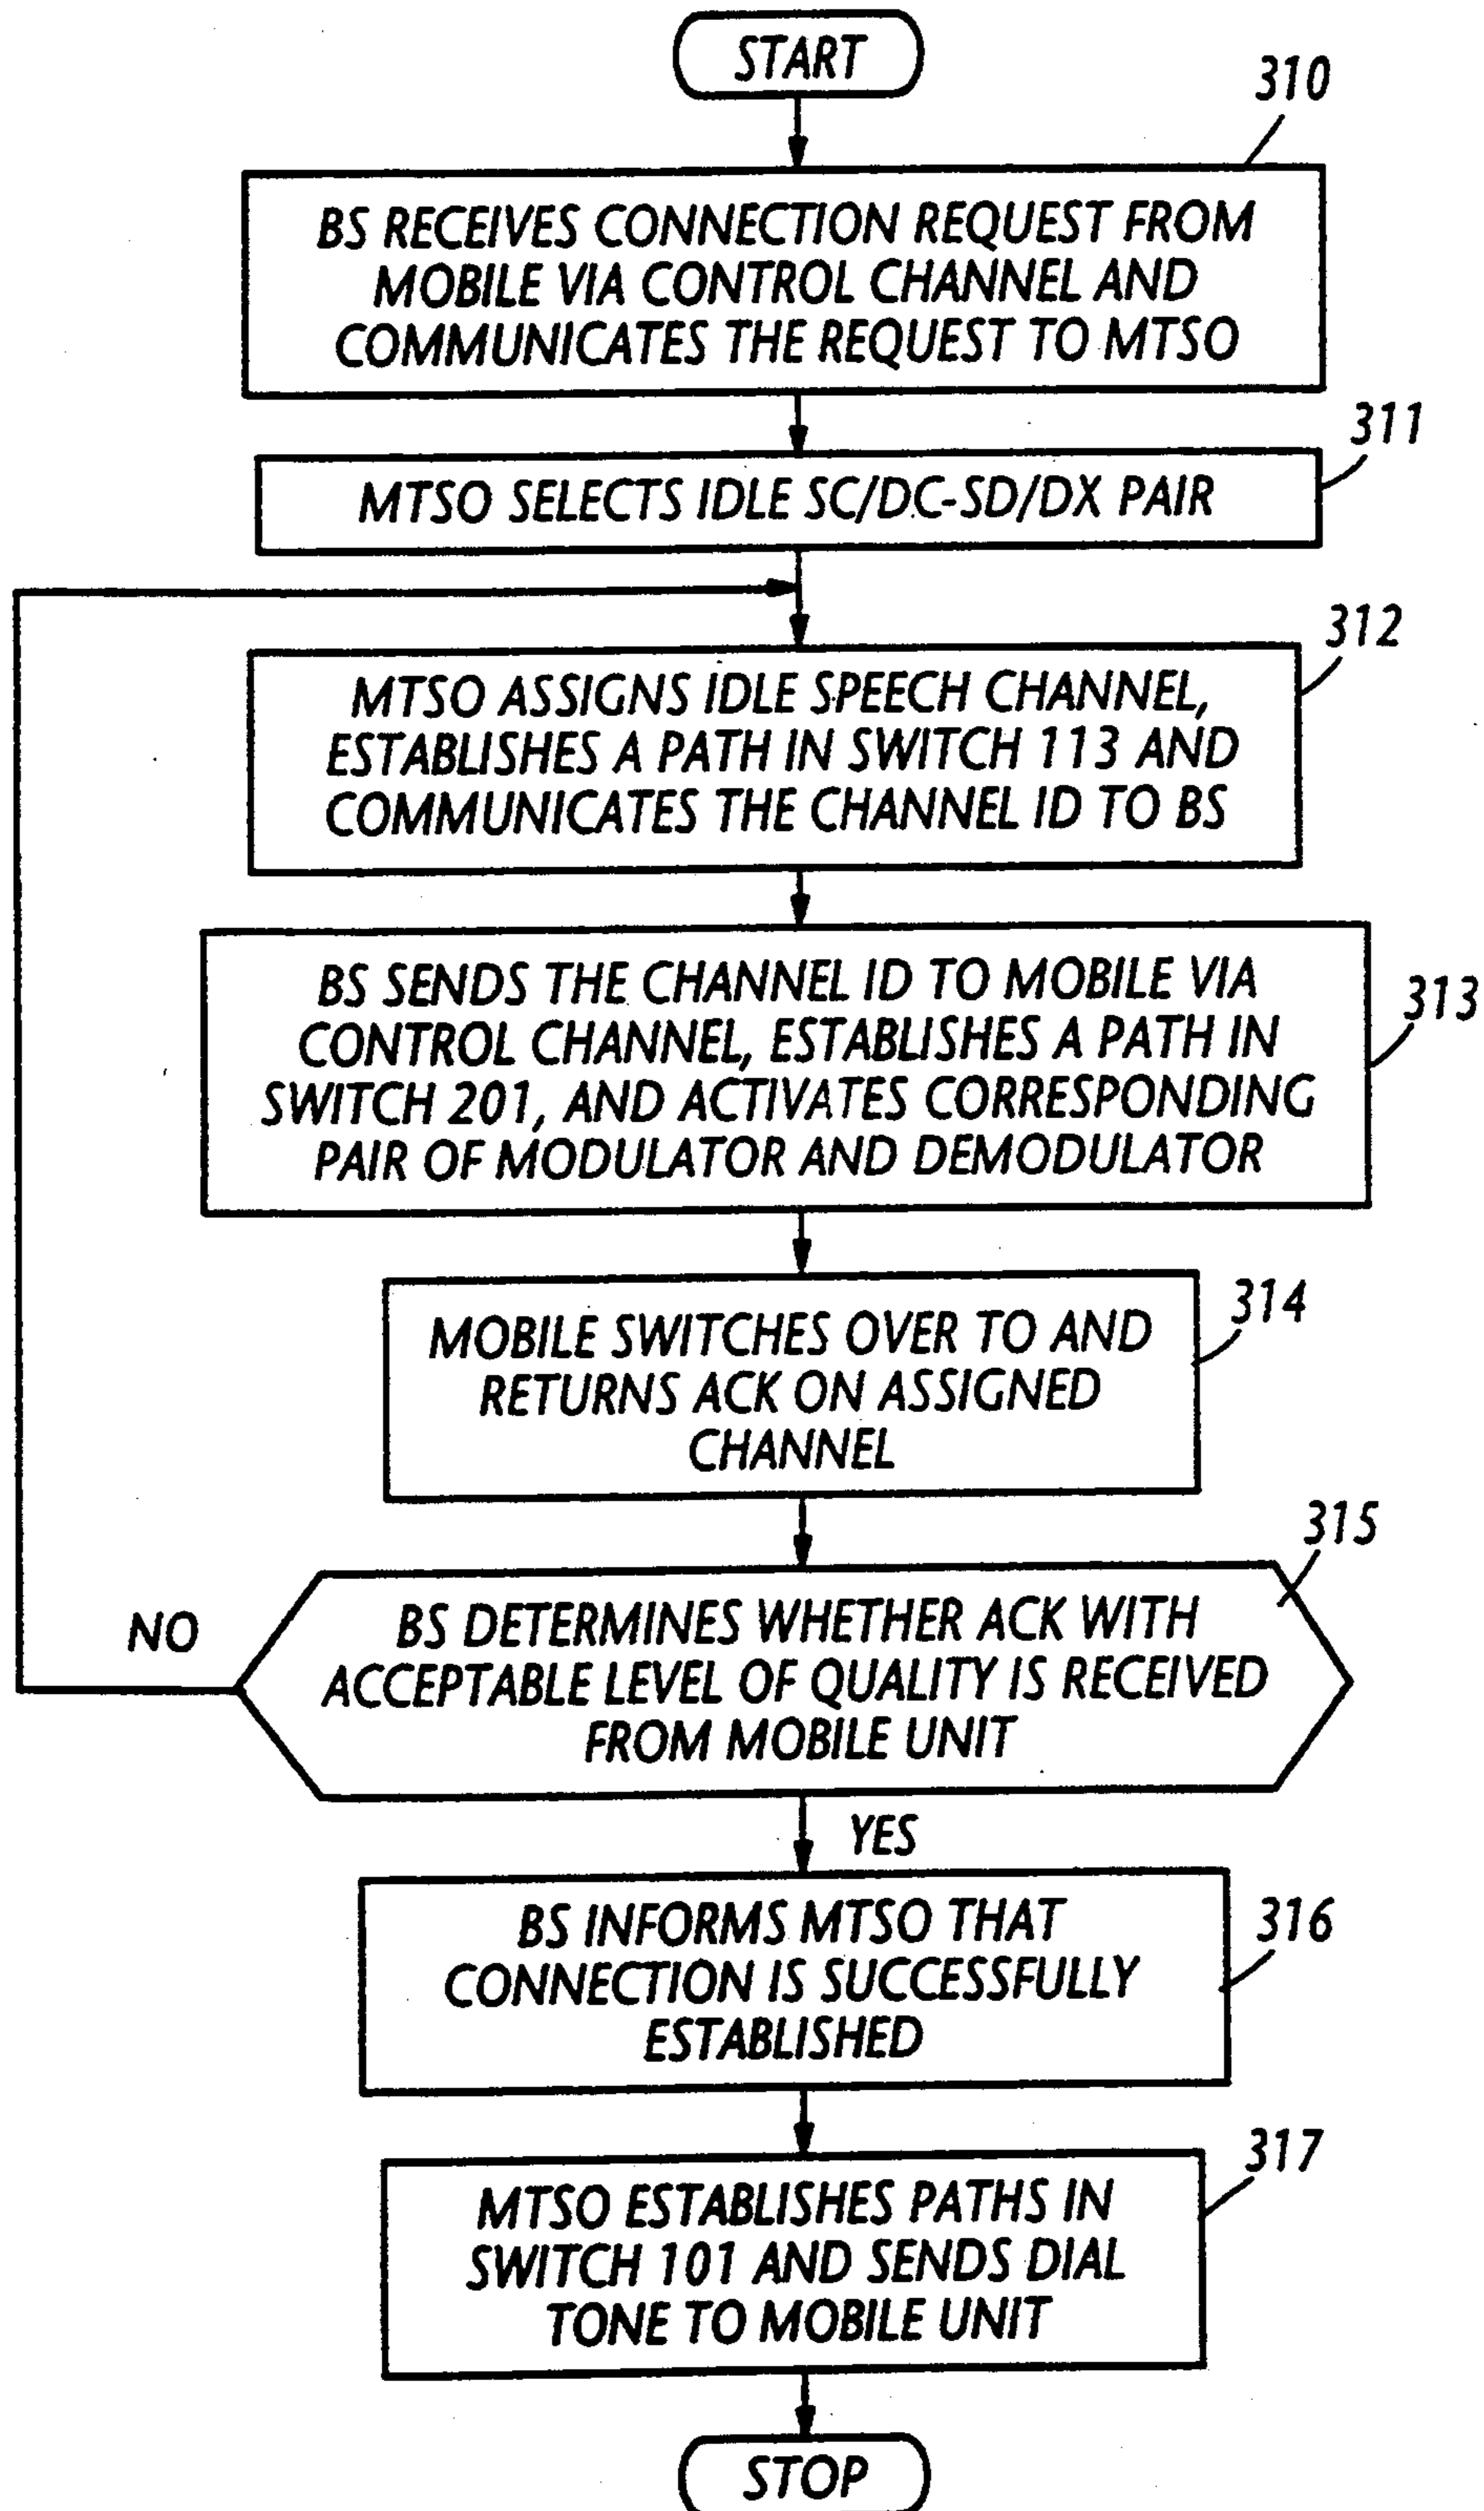 START
310
BS RECEIVES CONNECTION REQUEST FROM
MOBILE VIA CONTROL CHANNEL AND
COMMUNICATES THE REQUEST TO MTSO
311
MTSO SELECTS IDLE SC/DC-SD/DX PAIR
312
MTSO ASSIGNS IDLE SPEECH CHANNEL,
ESTABLISHES A PATH IN SWITCH 113 AND
COMMUNICATES THE CHANNEL ID TO BS
313
BS SENDS THE CHANNEL ID TO MOBILE VIA
CONTROL CHANNEL, ESTABLISHES A PATH IN
SWITCH 201, AND ACTIVATES CORRESPONDING
PAIR OF MODULATOR AND DEMODULATOR
314
MOBILE SWITCHES OVER TO AND
RETURNS ACK ON ASSIGNED
CHANNEL
315
NO
BS DETERMINES WHETHER ACK WITH
ACCEPTABLE LEVEL OF QUALITY IS RECEIVED
FROM MOBILE UNIT
YES
316
BS INFORMS MTSO THAT
CONNECTION IS SUCCESSFULLY
ESTABLISHED
317
MTSO ESTABLISHES PATHS IN
SWITCH 101 AND SENDS DIAL
TONE TO MOBILE UNIT
STOP